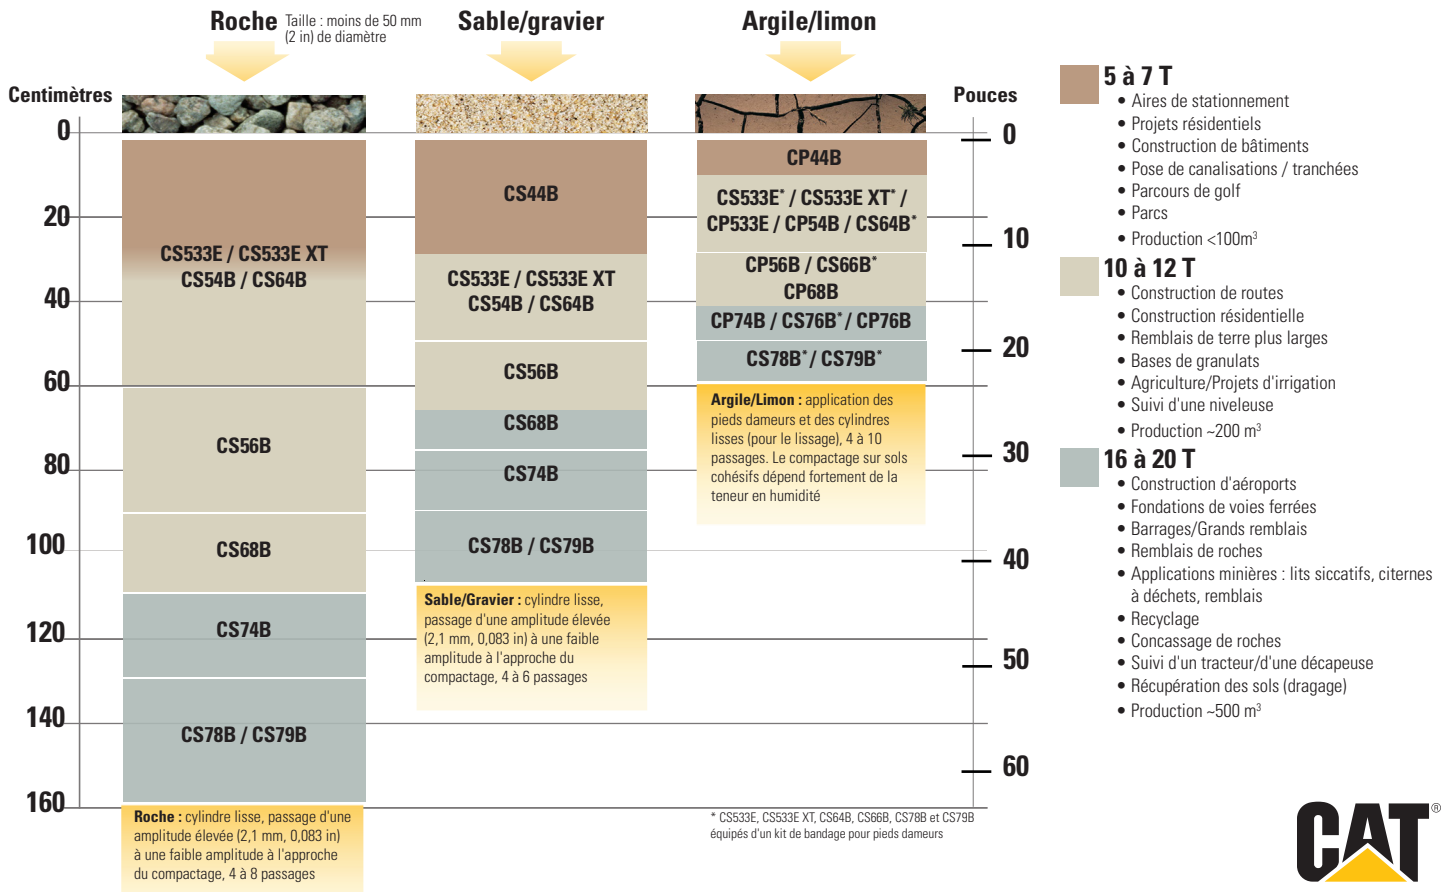 Roche Taille : moins de 50 mm
(2 in) de diamètre
Sable/gravier
Argile/limon
Centimètres
0
20
40
60
80
100
120
140
160
CS533E / CS533E XT
CS54B / CS64B
CS56B
CS68B
CS74B
CS78B / CS79B
Roche : cylindre lisse, passage d'une
amplitude élevée (2,1 mm, 0,083 in)
à une faible amplitude à l'approche
du compactage, 4 à 8 passages
CS44B
CS533E / CS533E XT
CS54B / CS64B
CS56B
CS68B
CS74B
CS78B / CS79B
Sable/Gravier : cylindre lisse,
passage d'une amplitude élevée
(2,1 mm, 0,083 in) à une faible
amplitude à l'approche du
compactage, 4 à 6 passages
CP44B
CS533E* / CS533E XT* /
CP533E / CP54B / CS64B*
CP56B / CS66B*
CP68B
CP74B / CS76B* / CP76B
CS78B* / CS79B*
Argile/Limon : application des
pieds dameurs et des cylindres
lisses (pour le lissage), 4 à 10
passages. Le compactage sur sols
cohésifs dépend fortement de la
teneur en humidité
* CS533E, CS533E XT, CS64B, CS66B, CS78B et CS79B
équipés d'un kit de bandage pour pieds dameurs
Pouces
0
10
20
30
40
50
60
5 à 7 T
• Aires de stationnement
• Projets résidentiels
• Construction de bâtiments
• Pose de canalisations / tranchées
• Parcours de golf
• Parcs
• Production <100m³
10 à 12 T
• Construction de routes
• Construction résidentielle
• Remblais de terre plus larges
• Bases de granulats
• Agriculture/Projets d'irrigation
• Suivi d'une niveleuse
• Production ~200 m³
16 à 20 T
• Construction d'aéroports
• Fondations de voies ferrées
• Barrages/Grands remblais
• Remblais de roches
• Applications minières : lits siccatifs, citernes
à déchets, remblais
• Recyclage
• Concassage de roches
• Suivi d'un tracteur/d'une décapeuse
• Récupération des sols (dragage)
• Production ~500 m³
CAT®